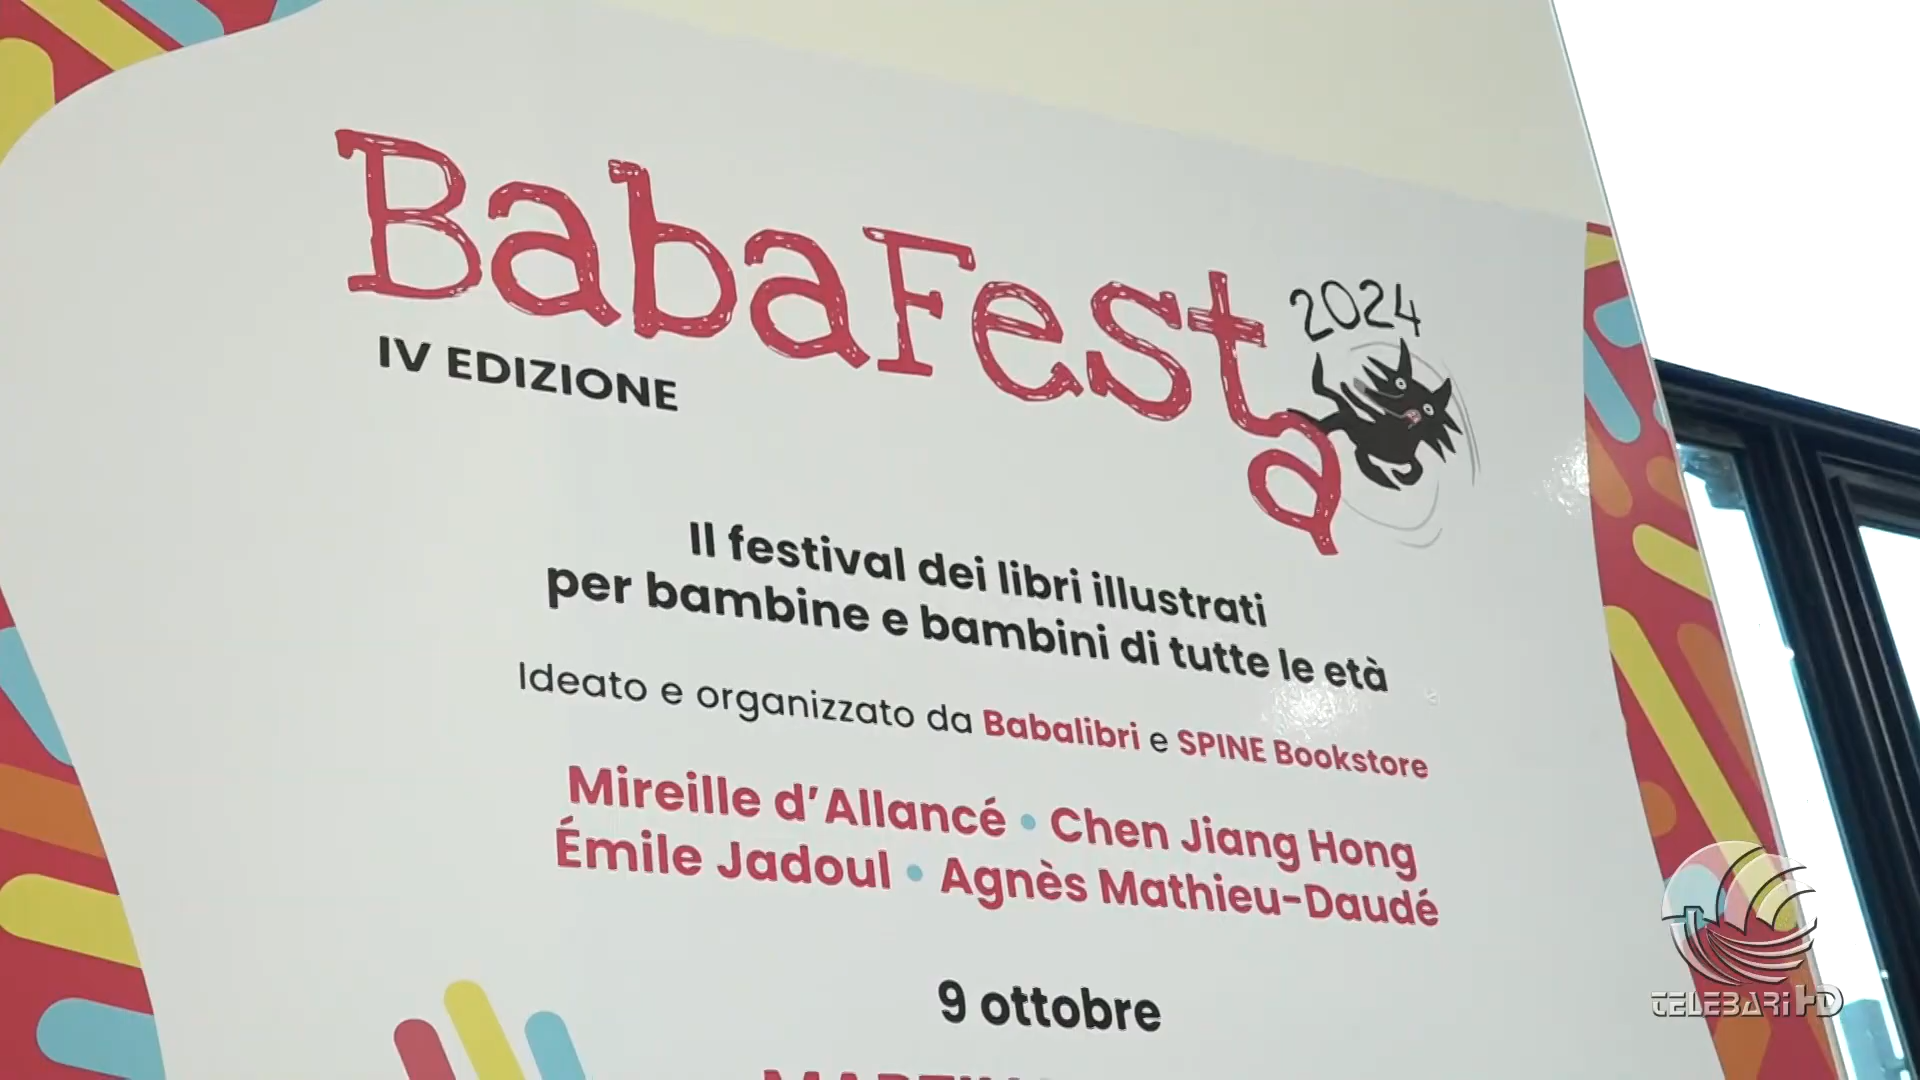 BabaFesta
2024
IV EDIZIONE
Il festival dei libri illustrati
per bambine e bambini di tutte le età
Ideato e organizzato da Babalibri e SPINE Bookstore
Mireille d'Allancé • Chen Jiang Hong
Émile Jadoul • Agnès Mathieu-Daudé
9 ottobre
TELEBARI HD